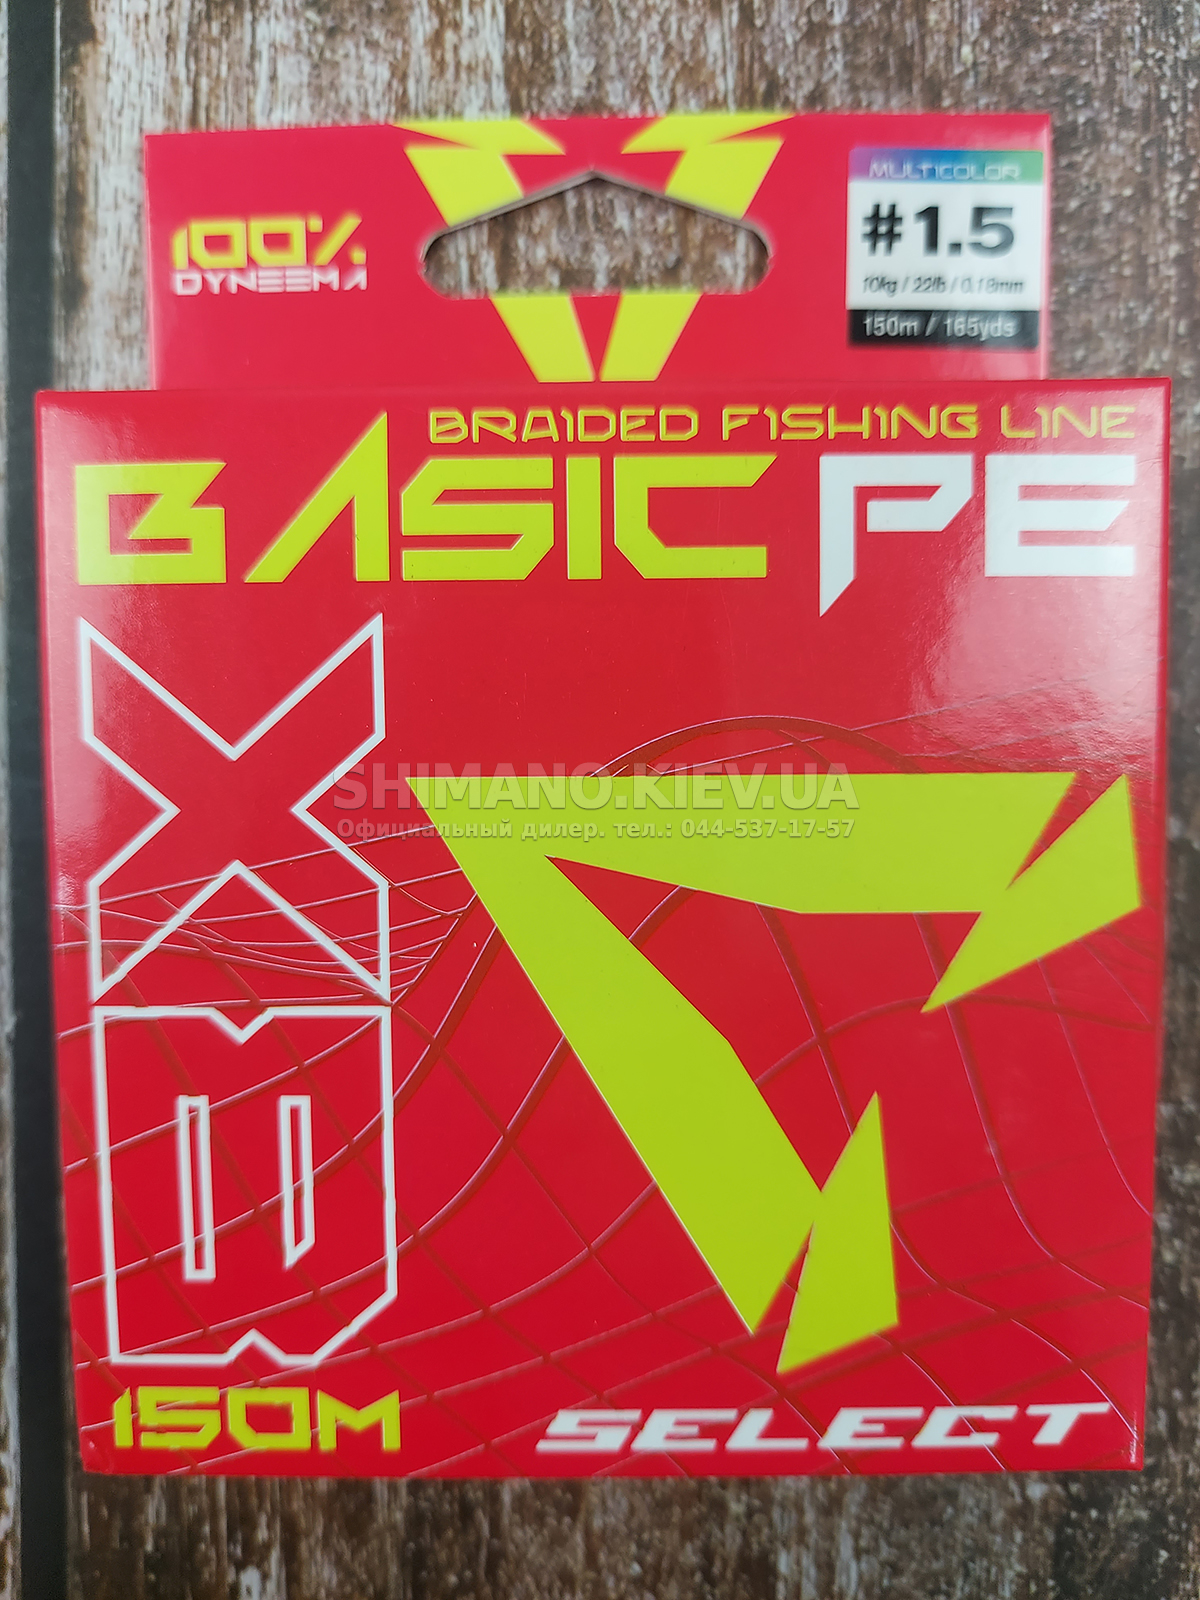 100%
DYNEEMA
MULTICOLOR
#1.5
10kg / 22lb / 0.18mm
150m / 165yds
BRAIDED FISHING LINE
BASIC PE
8X
SHIMANO.KIEV.UA
Официальный дилер. тел.: 044-537-17-57
150M
SELECT